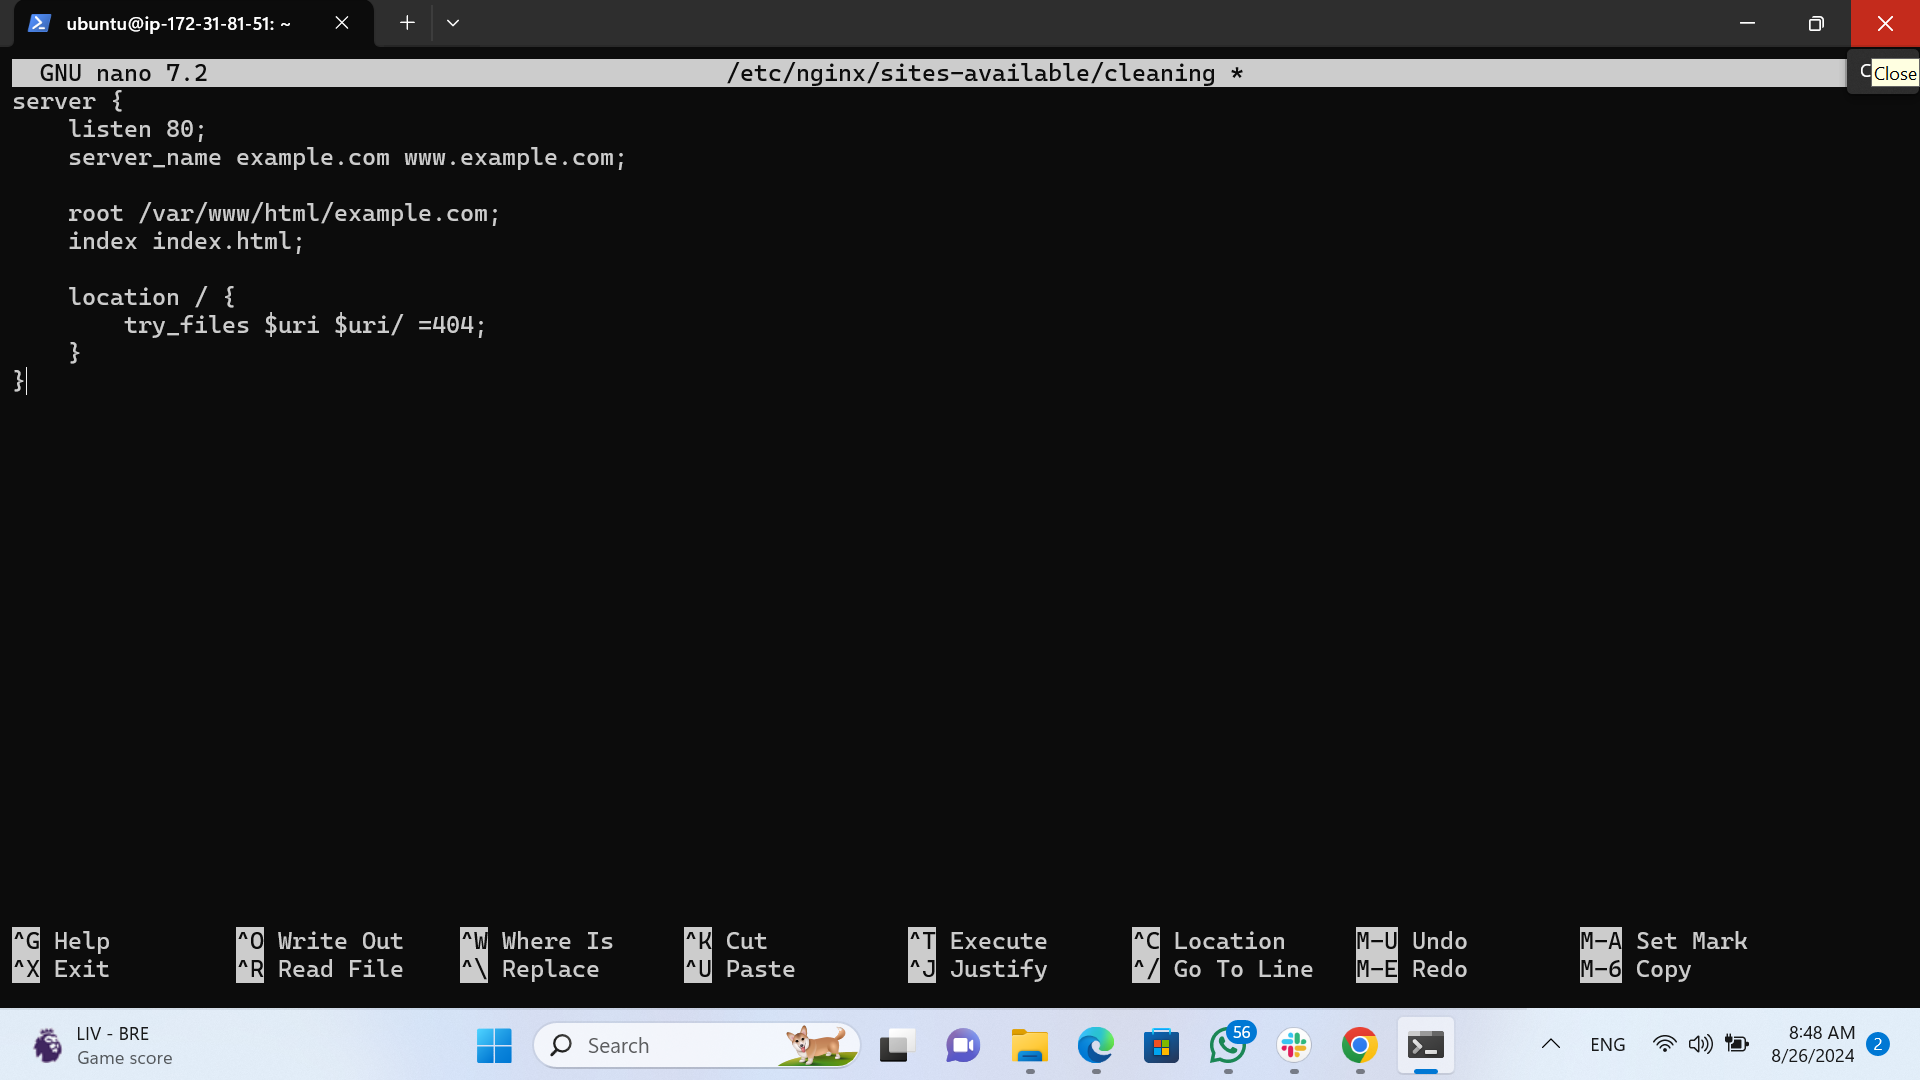 ubuntu@ip-172-31-81-51: ~
GNU nano 7.2 /etc/nginx/sites-available/cleaning *
Close
server {
    listen 80;
    server_name example.com www.example.com;

    root /var/www/html/example.com;
    index index.html;

    location / {
        try_files $uri $uri/ =404;
    }
}
^G Help ^O Write Out ^W Where Is ^K Cut ^T Execute ^C Location M-U Undo M-A Set Mark
^X Exit ^R Read File ^\ Replace ^U Paste ^J Justify ^/ Go To Line M-E Redo M-6 Copy
LIV - BRE
Game score
Search
56
ENG
8:48 AM
8/26/2024
2